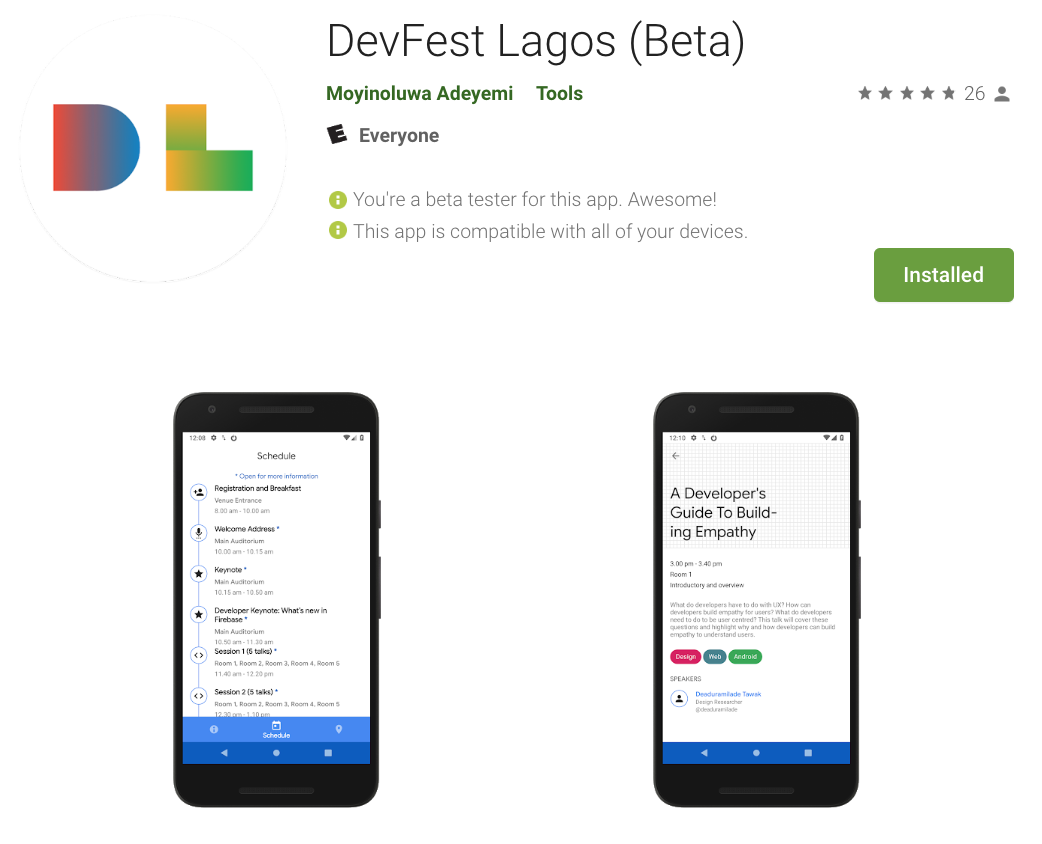 DL
DevFest Lagos (Beta)
Moyinoluwa Adeyemi Tools
26
E Everyone
You're a beta tester for this app. Awesome!
This app is compatible with all of your devices.
Installed
12:08
Schedule
* Open for more information
Registration and Breakfast
Venue Entrance
8.00 am - 10.00 am
Welcome Address *
Main Auditorium
10.00 am - 10.15 am
Keynote *
Main Auditorium
10.15 am - 10.50 am
Developer Keynote: What's new in
Firebase *
Main Auditorium
10.50 am - 11.30 am
Session 1 (5 talks) *
Room 1, Room 2, Room 3, Room 4, Room 5
11.40 am - 12.20 pm
Session 2 (5 talks) *
Room 1, Room 2, Room 3, Room 4, Room 5
12.30 pm - 1.10 pm
Schedule
12:10
A Developer's
Guide To Build-
ing Empathy
3.00 pm - 3.40 pm
Room 1
Introductory and overview
What do developers have to do with UX? How can
developers build empathy for users? What do developers
need to do to be user centred? This talk will cover these
questions and highlight why and how developers can build
empathy to understand users.
Design Web Android
SPEAKERS
Deaduramilade Tawak
Design Researcher
@deaduramilade